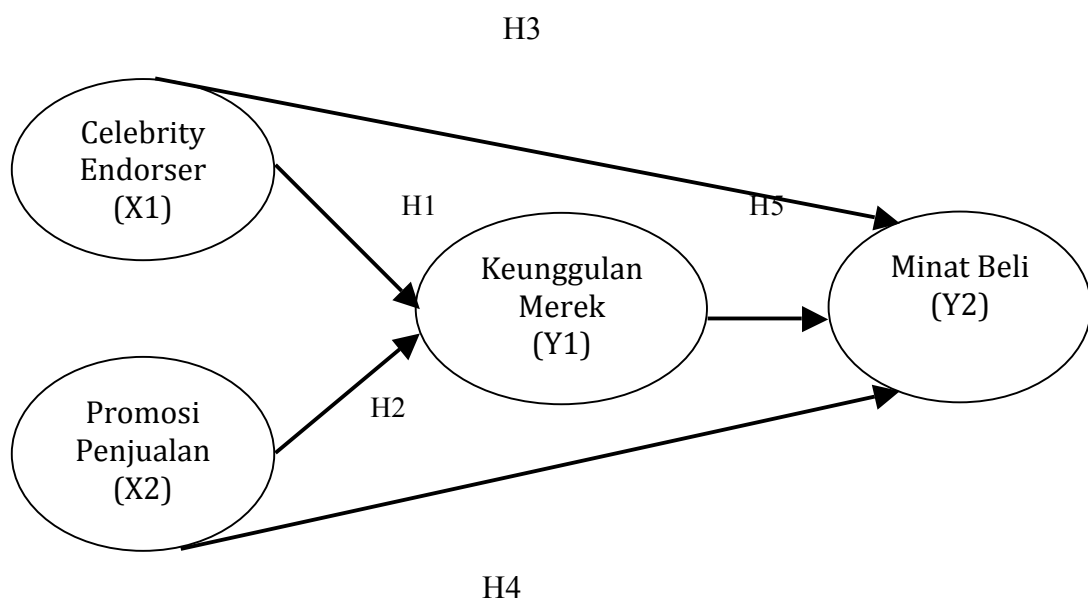 H3
Celebrity
Endorser
(X1)
H1
H5
Keunggulan
Merek
(Y1)
Minat Beli
(Y2)
Promosi
Penjualan
(X2)
H2
H4